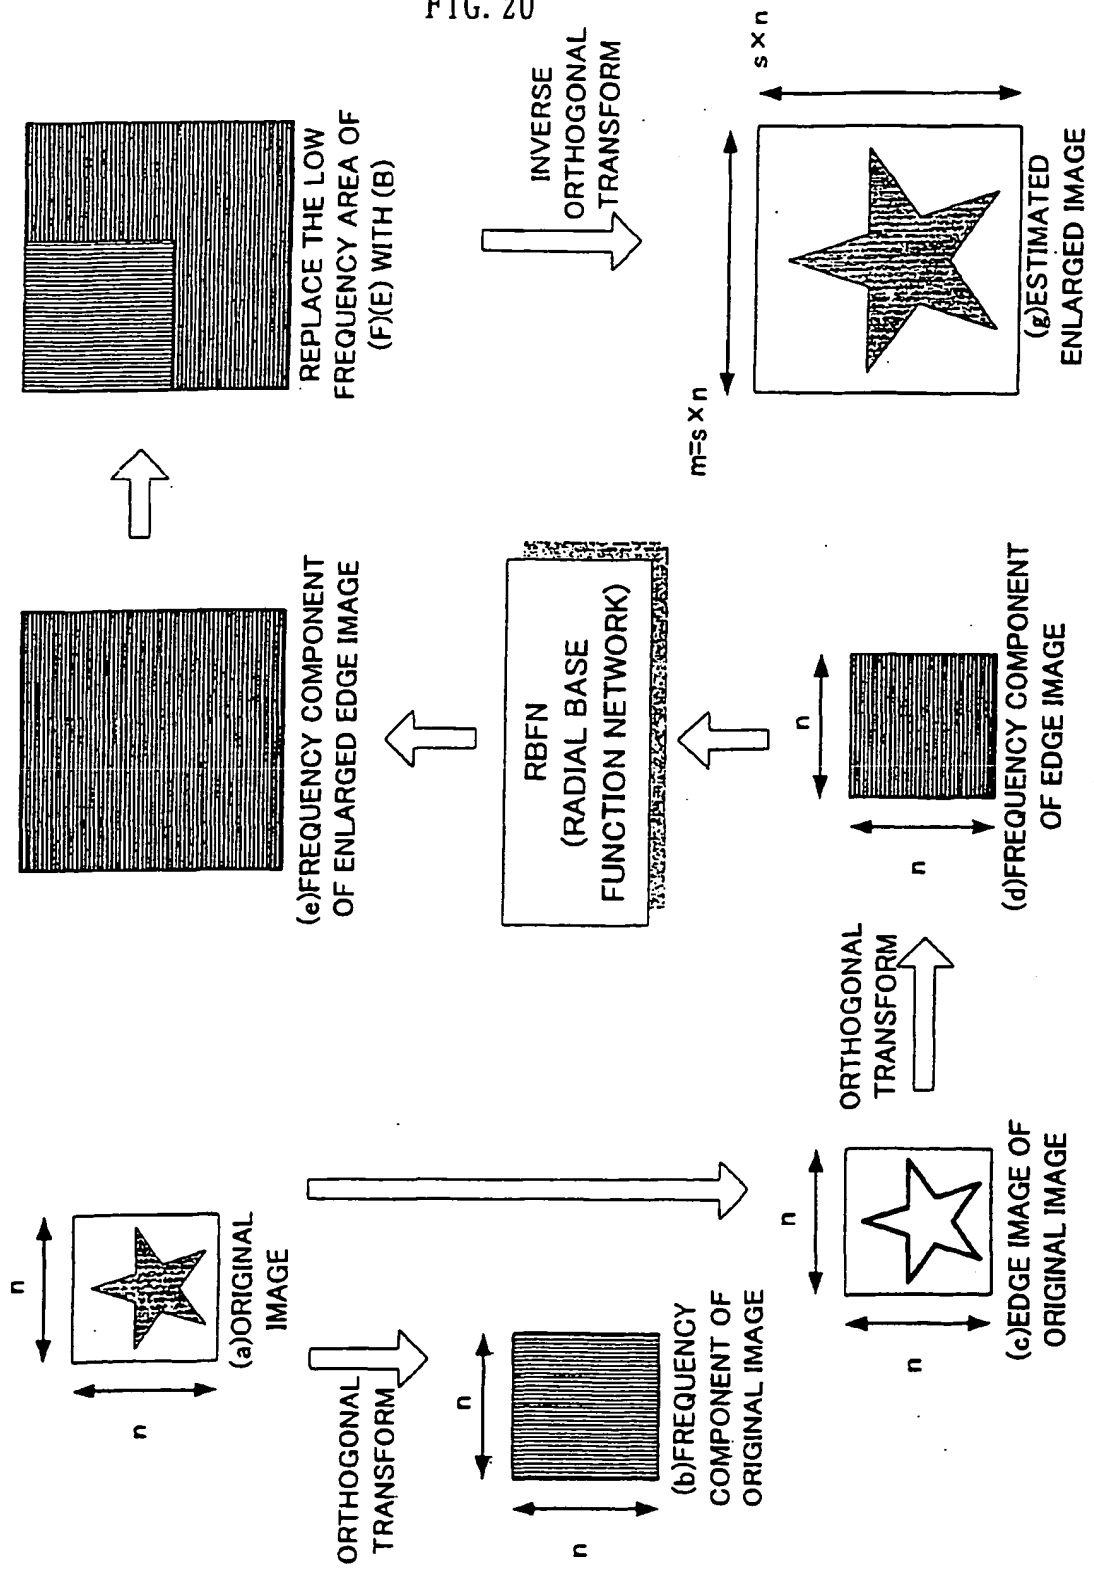 FIG. 20
n
n
(a)ORIGINAL
IMAGE
ORTHOGONAL
TRANSFORM
n
n
(b)FREQUENCY
COMPONENT OF
ORIGINAL IMAGE
n
n
(c)EDGE IMAGE OF
ORIGINAL IMAGE
ORTHOGONAL
TRANSFORM
n
n
(d)FREQUENCY COMPONENT
OF EDGE IMAGE
RBFN
(RADIAL BASE
FUNCTION NETWORK)
(e)FREQUENCY COMPONENT
OF ENLARGED EDGE IMAGE
REPLACE THE LOW
FREQUENCY AREA OF
(F)(E) WITH (B)
INVERSE
ORTHOGONAL
TRANSFORM
m=s×n
s×n
(g)ESTIMATED
ENLARGED IMAGE